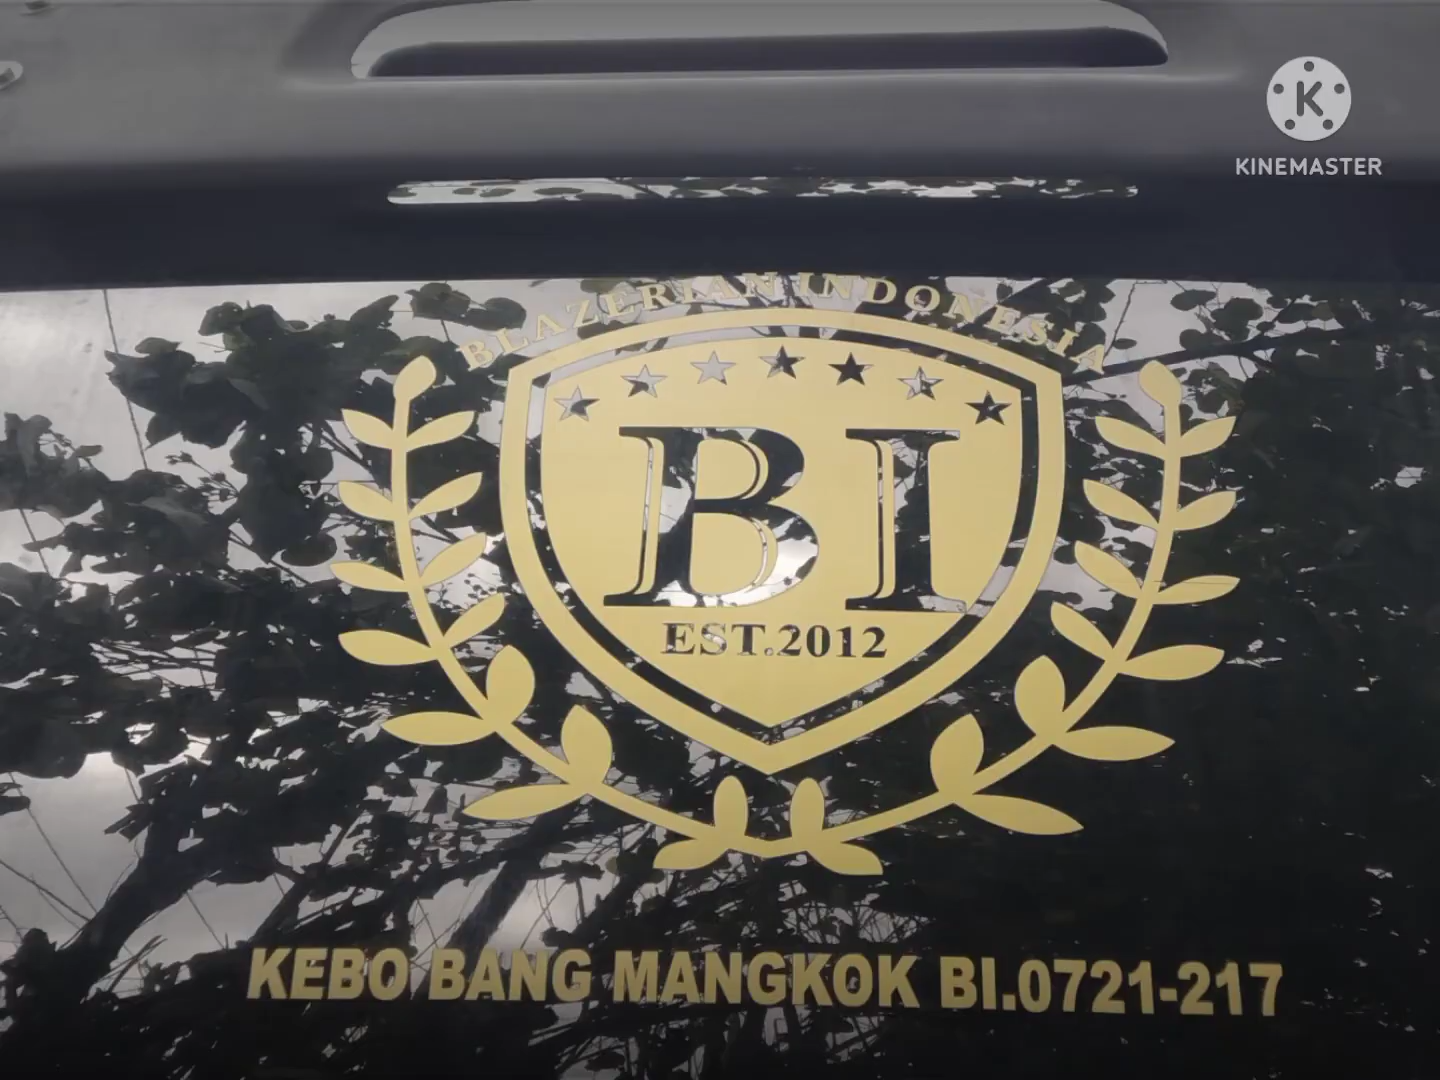 KINEMASTER
BLAZERIAN INDONESIA
BI
EST.2012
KEBO BANG MANGKOK BI.0721-217